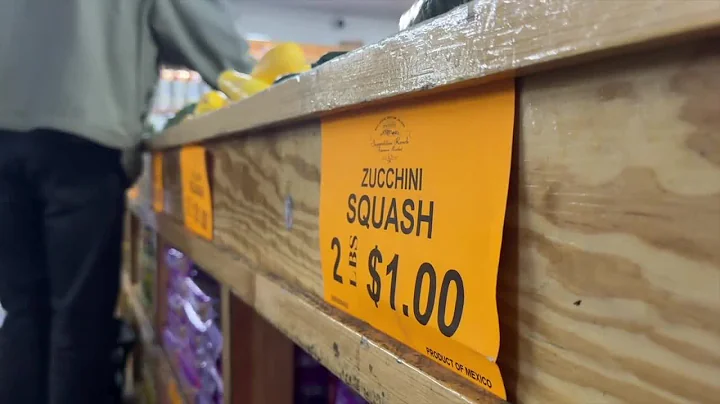 ZUCCHINI
SQUASH
2 LBS $1.00
PRODUCT OF MEXICO